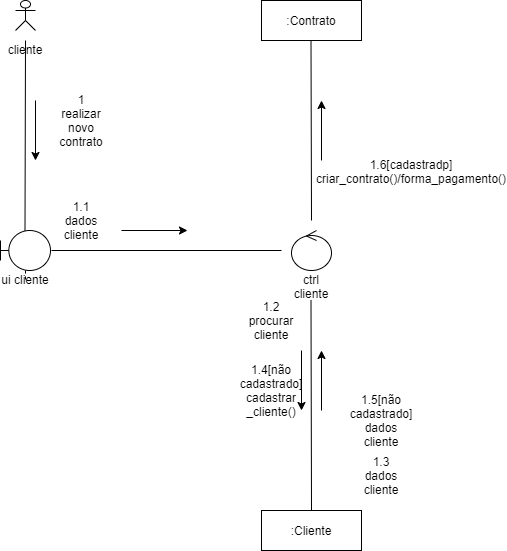 cliente
:Contrato
1
realizar
novo
contrato
1.6[cadastradp]
criar_contrato()/forma_pagamento()
1.1
dados
cliente
ui cliente
ctrl
cliente
1.2
procurar
cliente
1.4[não
cadastrado]
cadastrar
_cliente()
1.5[não
cadastrado]
dados
cliente
1.3
dados
cliente
:Cliente